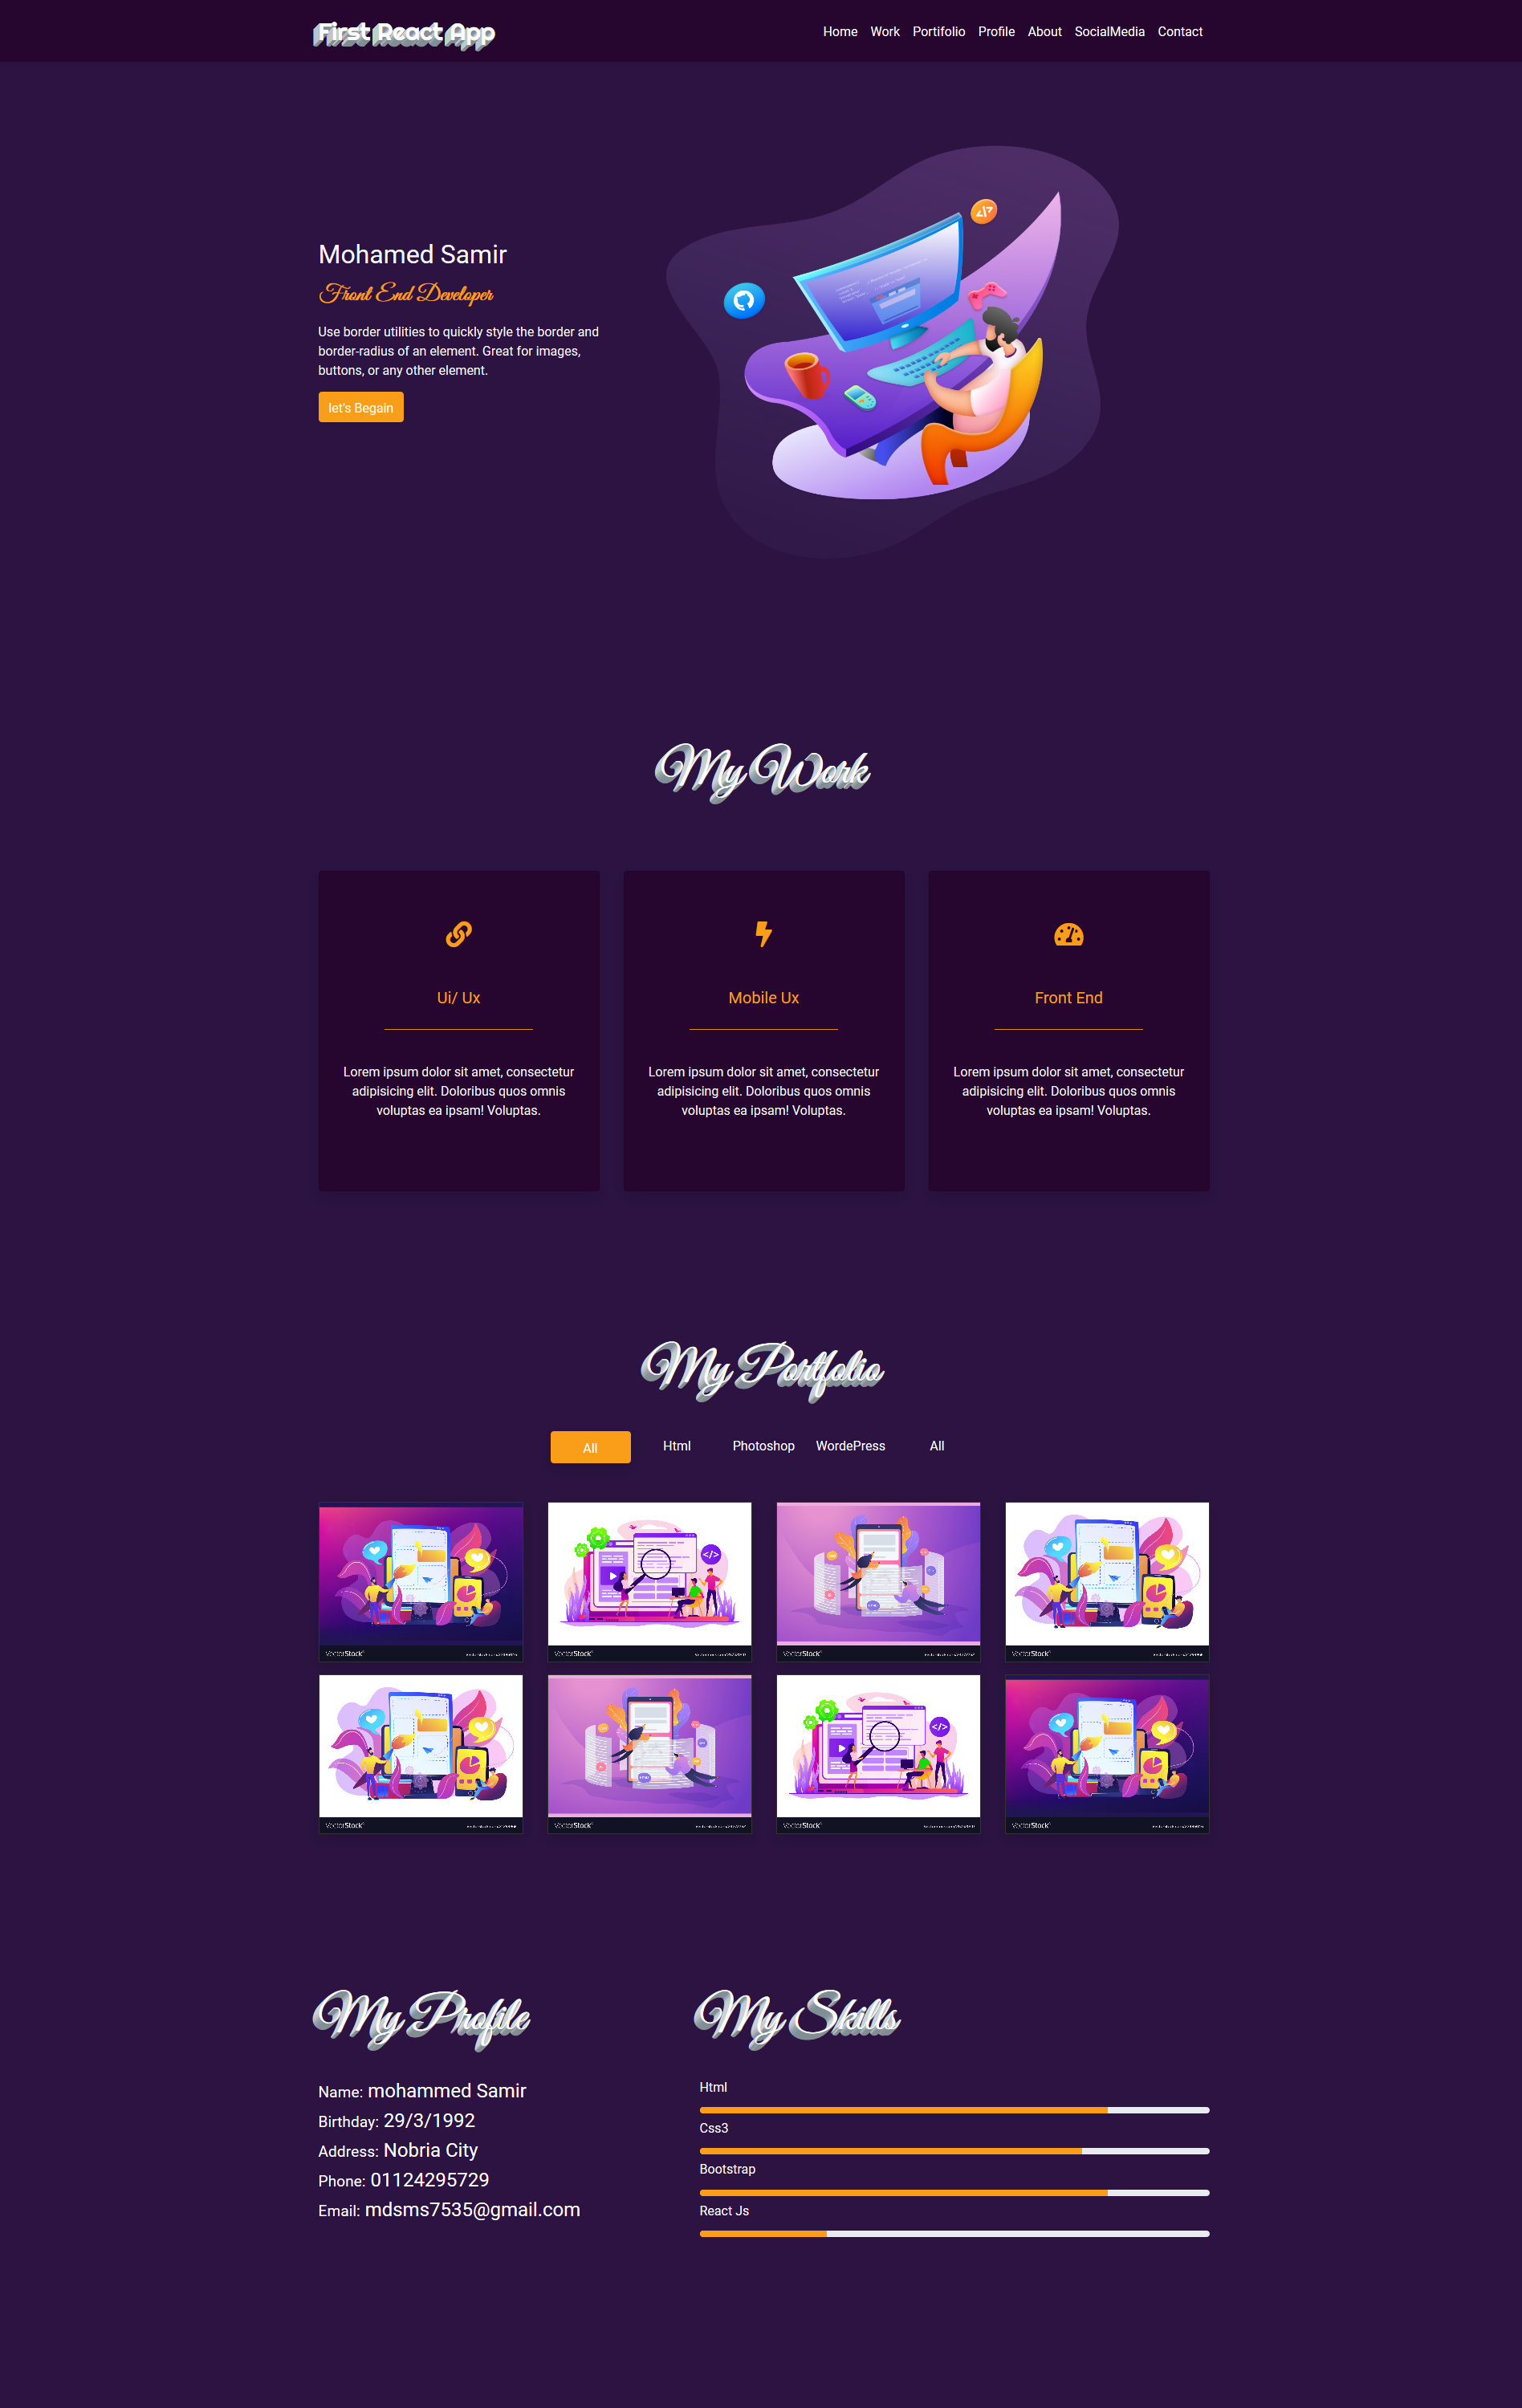 First React App
Home Work Portifolio Profile About SocialMedia Contact
Mohamed Samir
Front End Developer
Use border utilities to quickly style the border and
border-radius of an element. Great for images,
buttons, or any other element.
let's Begain
My Work
Ui/ Ux
Lorem ipsum dolor sit amet, consectetur
adipisicing elit. Doloribus quos omnis
voluptas ea ipsam! Voluptas.
Mobile Ux
Lorem ipsum dolor sit amet, consectetur
adipisicing elit. Doloribus quos omnis
voluptas ea ipsam! Voluptas.
Front End
Lorem ipsum dolor sit amet, consectetur
adipisicing elit. Doloribus quos omnis
voluptas ea ipsam! Voluptas.
My Portfolio
All Html Photoshop WordePress All
VectorStock
VectorStock
VectorStock
VectorStock
VectorStock
VectorStock
VectorStock
VectorStock
My Profile
Name: mohammed Samir
Birthday: 29/3/1992
Address: Nobria City
Phone: 01124295729
Email: mdsms7535@gmail.com
My Skills
Html
Css3
Bootstrap
React Js